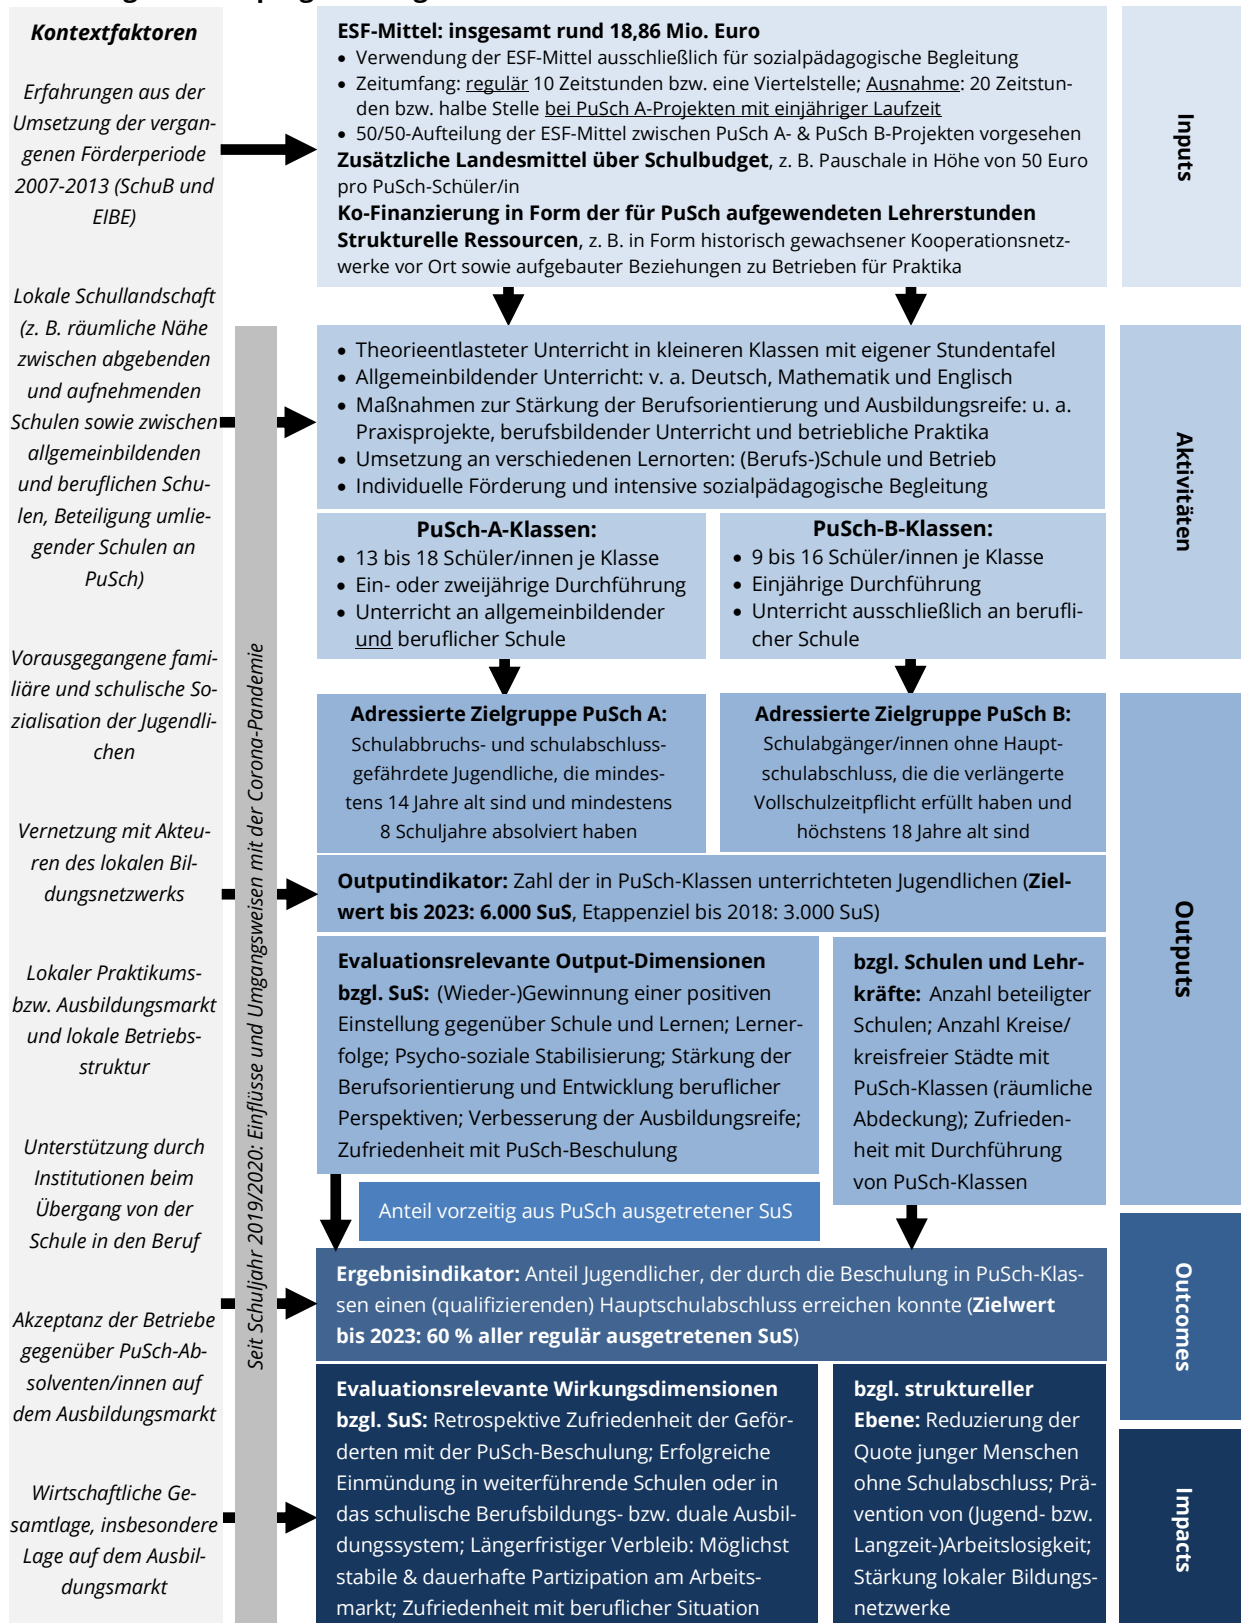 Kontextfaktoren
Erfahrungen aus der
Umsetzung der vergan-
genen Förderperiode
2007-2013 (SchuB und
EIBE)
Lokale Schullandschaft
(z. B. räumliche Nähe
zwischen abgebenden
und aufnehmenden
Schulen sowie zwischen
allgemeinbildenden
und beruflichen Schu-
len, Beteiligung umlie-
gender Schulen an
PuSch)
Vorausgegangene fami-
liäre und schulische So-
zialisation der Jugendli-
chen
Vernetzung mit Akteu-
ren des lokalen Bil-
dungsnetzwerks
Lokaler Praktikums-
bzw. Ausbildungsmarkt
und lokale Betriebs-
struktur
Unterstützung durch
Institutionen beim
Übergang von der
Schule in den Beruf
Akzeptanz der Betriebe
gegenüber PuSch-Ab-
solventen/innen auf
dem Ausbildungsmarkt
Wirtschaftliche Ge-
samtlage, insbesondere
Lage auf dem Ausbil-
dungsmarkt
Seit Schuljahr 2019/2020: Einflüsse und Umgangsweisen mit der Corona-Pandemie
ESF-Mittel: insgesamt rund 18,86 Mio. Euro
• Verwendung der ESF-Mittel ausschließlich für sozialpädagogische Begleitung
• Zeitumfang: regulär 10 Zeitstunden bzw. eine Viertelstelle; Ausnahme: 20 Zeitstun-
den bzw. halbe Stelle bei PuSch A-Projekten mit einjähriger Laufzeit
• 50/50-Aufteilung der ESF-Mittel zwischen PuSch A- & PuSch B-Projekten vorgesehen
Zusätzliche Landesmittel über Schulbudget, z. B. Pauschale in Höhe von 50 Euro
pro PuSch-Schüler/in
Ko-Finanzierung in Form der für PuSch aufgewendeten Lehrerstunden
Strukturelle Ressourcen, z. B. in Form historisch gewachsener Kooperationsnetz-
werke vor Ort sowie aufgebauter Beziehungen zu Betrieben für Praktika
Inputs
• Theorieentlasteter Unterricht in kleineren Klassen mit eigener Stundentafel
• Allgemeinbildender Unterricht: v. a. Deutsch, Mathematik und Englisch
• Maßnahmen zur Stärkung der Berufsorientierung und Ausbildungsreife: u. a.
Praxisprojekte, berufsbildender Unterricht und betriebliche Praktika
• Umsetzung an verschiedenen Lernorten: (Berufs-)Schule und Betrieb
• Individuelle Förderung und intensive sozialpädagogische Begleitung
PuSch-A-Klassen:
• 13 bis 18 Schüler/innen je Klasse
• Ein- oder zweijährige Durchführung
• Unterricht an allgemeinbildender
und beruflicher Schule
PuSch-B-Klassen:
• 9 bis 16 Schüler/innen je Klasse
• Einjährige Durchführung
• Unterricht ausschließlich an berufli-
cher Schule
Aktivitäten
Adressierte Zielgruppe PuSch A:
Schulabbruchs- und schulabschluss-
gefährdete Jugendliche, die mindes-
tens 14 Jahre alt sind und mindestens
8 Schuljahre absolviert haben
Adressierte Zielgruppe PuSch B:
Schulabgänger/innen ohne Haupt-
schulabschluss, die die verlängerte
Vollschulzeitpflicht erfüllt haben und
höchstens 18 Jahre alt sind
Outputindikator: Zahl der in PuSch-Klassen unterrichteten Jugendlichen (Ziel-
wert bis 2023: 6.000 SuS, Etappenziel bis 2018: 3.000 SuS)
Evaluationsrelevante Output-Dimensionen
bzgl. SuS: (Wieder-)Gewinnung einer positiven
Einstellung gegenüber Schule und Lernen; Lerner-
folge; Psycho-soziale Stabilisierung; Stärkung der
Berufsorientierung und Entwicklung beruflicher
Perspektiven; Verbesserung der Ausbildungsreife;
Zufriedenheit mit PuSch-Beschulung
bzgl. Schulen und Lehr-
kräfte: Anzahl beteiligter
Schulen; Anzahl Kreise/
kreisfreier Städte mit
PuSch-Klassen (räumliche
Abdeckung); Zufrieden-
heit mit Durchführung
von PuSch-Klassen
Outputs
Anteil vorzeitig aus PuSch ausgetretener SuS
Ergebnisindikator: Anteil Jugendlicher, der durch die Beschulung in PuSch-Klas-
sen einen (qualifizierenden) Hauptschulabschluss erreichen konnte (Zielwert
bis 2023: 60 % aller regulär ausgetretenen SuS)
Outcomes
Evaluationsrelevante Wirkungsdimensionen
bzgl. SuS: Retrospektive Zufriedenheit der Geför-
derten mit der PuSch-Beschulung; Erfolgreiche
Einmündung in weiterführende Schulen oder in
das schulische Berufsbildungs- bzw. duale Ausbil-
dungssystem; Längerfristiger Verbleib: Möglichst
stabile & dauerhafte Partizipation am Arbeits-
markt; Zufriedenheit mit beruflicher Situation
bzgl. struktureller
Ebene: Reduzierung der
Quote junger Menschen
ohne Schulabschluss; Prä-
vention von (Jugend- bzw.
Langzeit-)Arbeitslosigkeit;
Stärkung lokaler Bildungs-
netzwerke
Impacts